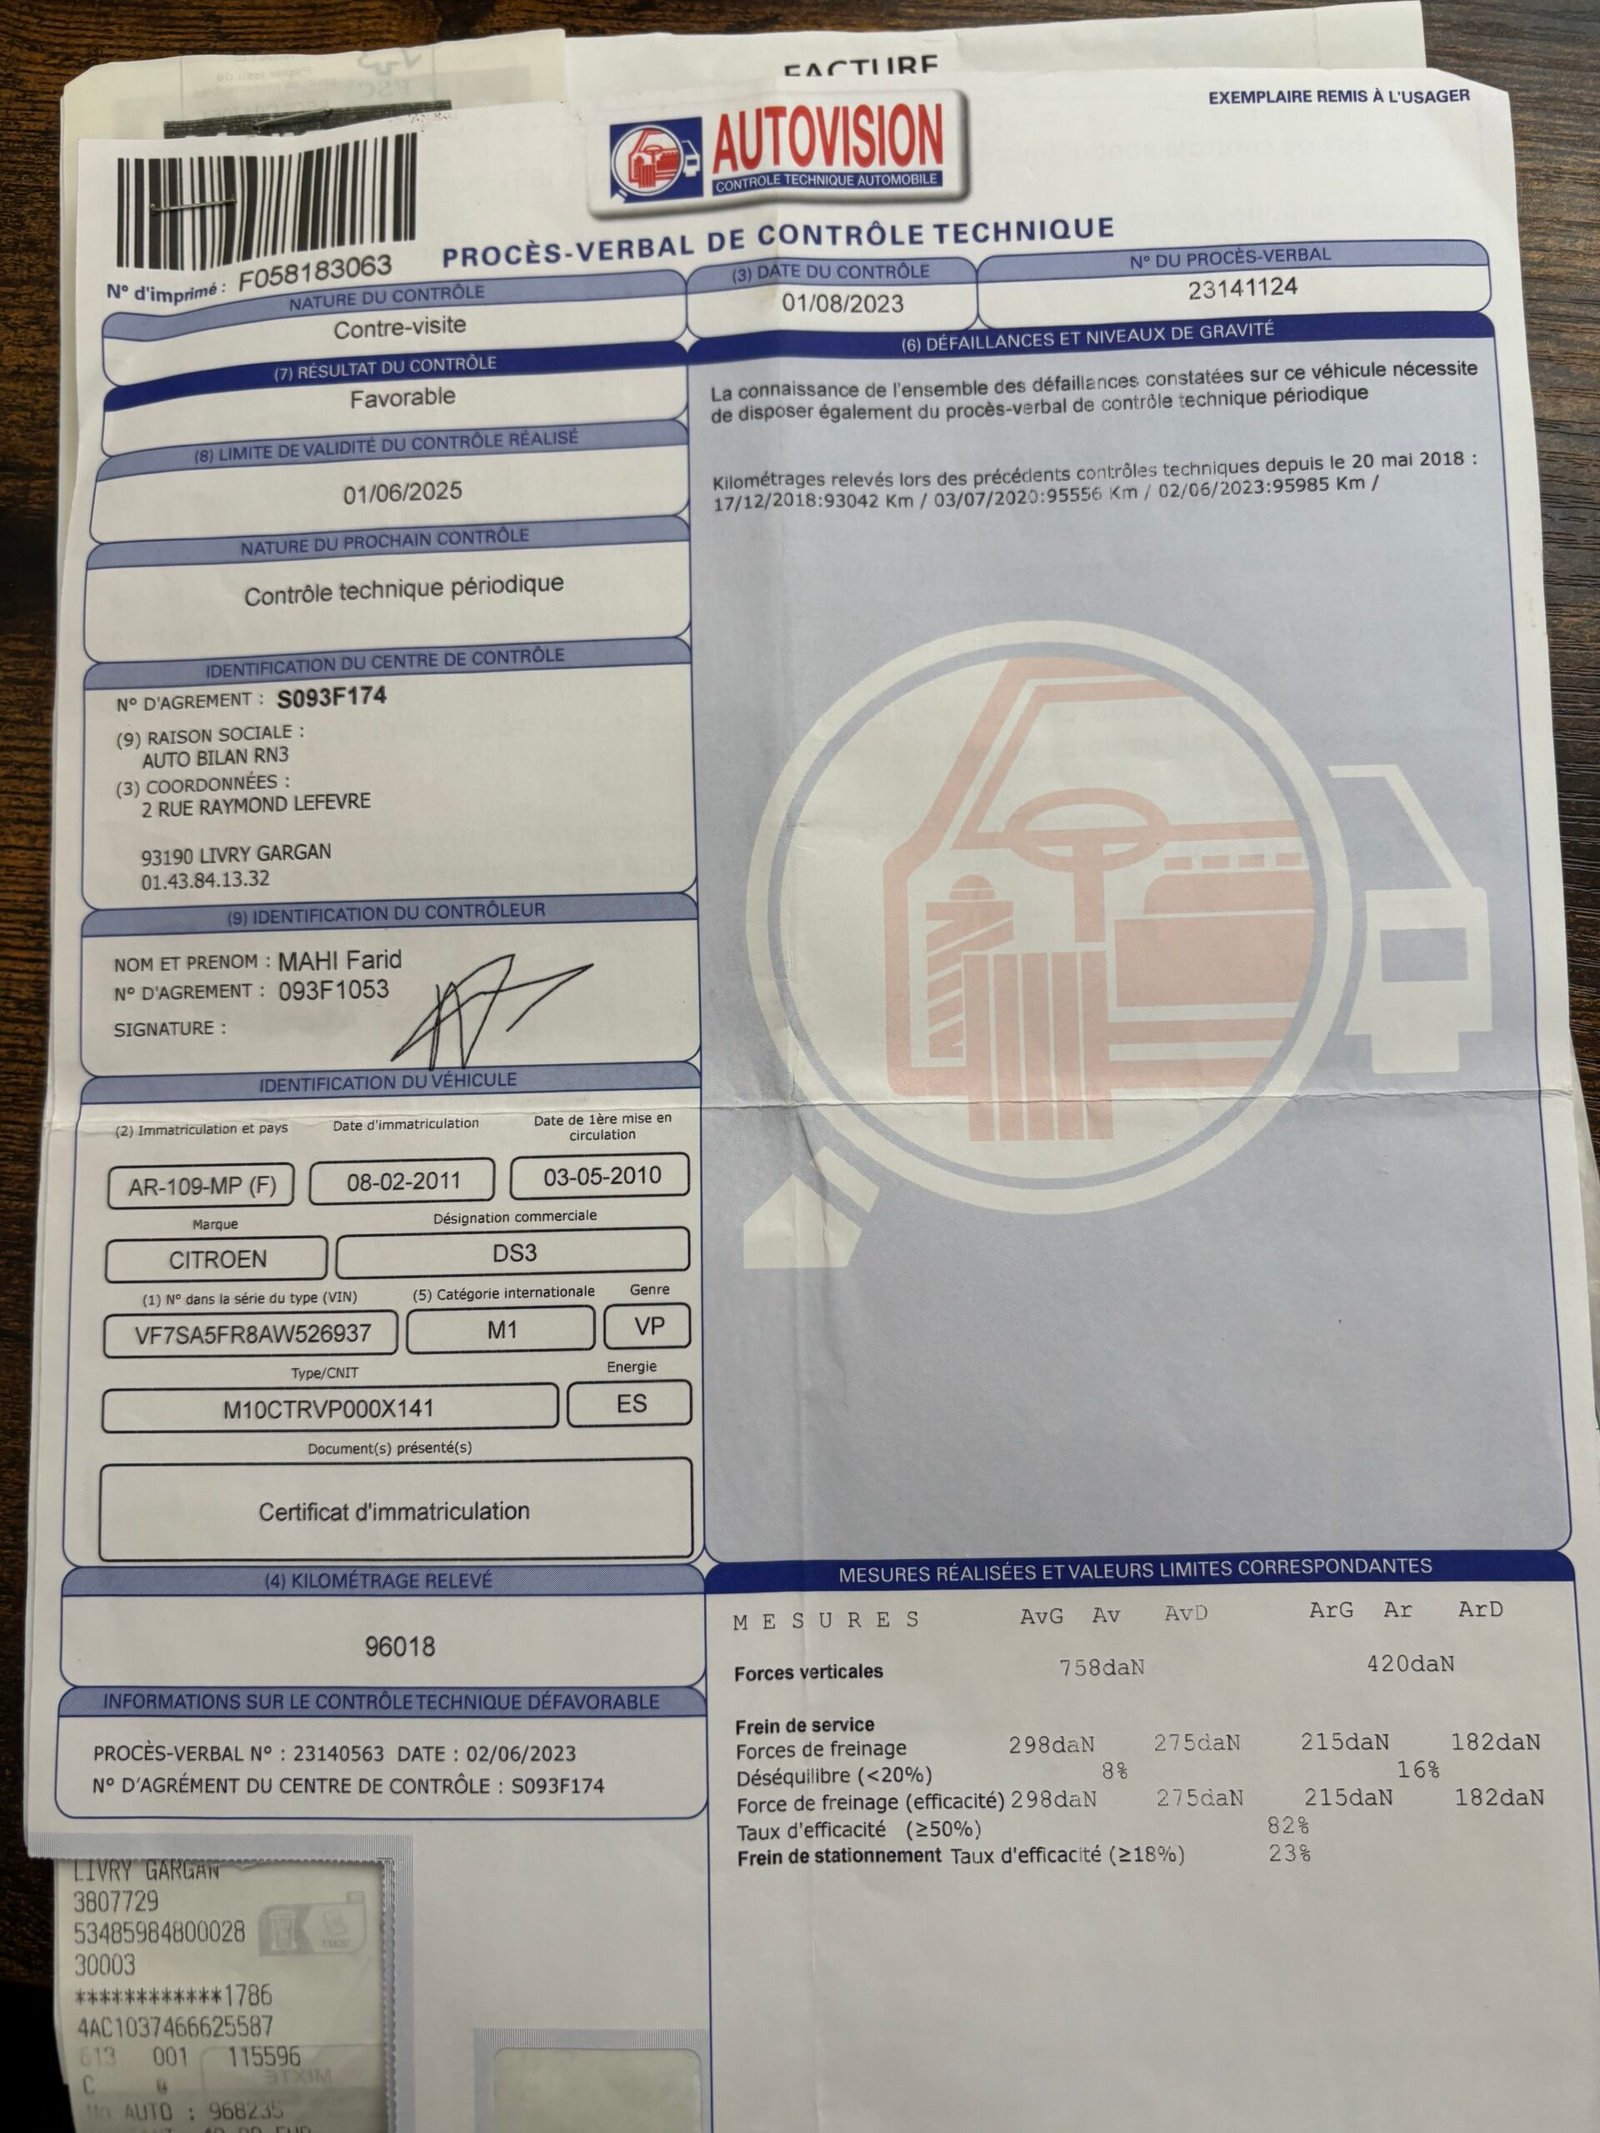 FACTURE
EXEMPLAIRE REMIS À L'USAGER
AUTOVISION
CONTROLE TECHNIQUE AUTOMOBILE
N° d'imprimé : F058183063
PROCÈS-VERBAL DE CONTRÔLE TECHNIQUE
NATURE DU CONTRÔLE
Contre-visite
(3) DATE DU CONTRÔLE
01/08/2023
N° DU PROCÈS-VERBAL
23141124
(7) RÉSULTAT DU CONTRÔLE
Favorable
(8) LIMITE DE VALIDITÉ DU CONTRÔLE RÉALISÉ
01/06/2025
NATURE DU PROCHAIN CONTRÔLE
Contrôle technique périodique
IDENTIFICATION DU CENTRE DE CONTRÔLE
N° D'AGREMENT : S093F174
(9) RAISON SOCIALE :
AUTO BILAN RN3
(3) COORDONNÉES :
2 RUE RAYMOND LEFEVRE
93190 LIVRY GARGAN
01.43.84.13.32
(9) IDENTIFICATION DU CONTRÔLEUR
NOM ET PRENOM : MAHI Farid
N° D'AGREMENT : 093F1053
SIGNATURE :
IDENTIFICATION DU VÉHICULE
(2) Immatriculation et pays Date d'immatriculation Date de 1ère mise en
circulation
AR-109-MP (F) 08-02-2011 03-05-2010
Marque Désignation commerciale
CITROEN DS3
(1) N° dans la série du type (VIN) (5) Catégorie internationale Genre
VF7SA5FR8AW526937 M1 VP
Type/CNIT Energie
M10CTRVP000X141 ES
Document(s) présenté(s)
Certificat d'immatriculation
(4) KILOMÉTRAGE RELEVÉ
96018
INFORMATIONS SUR LE CONTRÔLE TECHNIQUE DÉFAVORABLE
PROCÈS-VERBAL N° : 23140563 DATE : 02/06/2023
N° D'AGRÉMENT DU CENTRE DE CONTRÔLE : S093F174
(6) DÉFAILLANCES ET NIVEAUX DE GRAVITÉ
La connaissance de l'ensemble des défaillances constatées sur ce véhicule nécessite
de disposer également du procès-verbal de contrôle technique périodique
Kilométrages relevés lors des précédents contrôles techniques depuis le 20 mai 2018 :
17/12/2018:93042 Km / 03/07/2020:95556 Km / 02/06/2023:95985 Km /
MESURES RÉALISÉES ET VALEURS LIMITES CORRESPONDANTES
M E S U R E S AvG Av AvD ArG Ar ArD
Forces verticales 758daN 420daN
Frein de service
Forces de freinage 298daN 275daN 215daN 182daN
Déséquilibre (<20%) 8% 16%
Force de freinage (efficacité) 298daN 275daN 215daN 182daN
Taux d'efficacité (≥50%) 82%
Frein de stationnement Taux d'efficacité (≥18%) 23%
LIVRY GARGAN
3807729
53485984800028
30003
************1786
4AC1037466625587
613 001 115596
C @
No AUTO : 968235